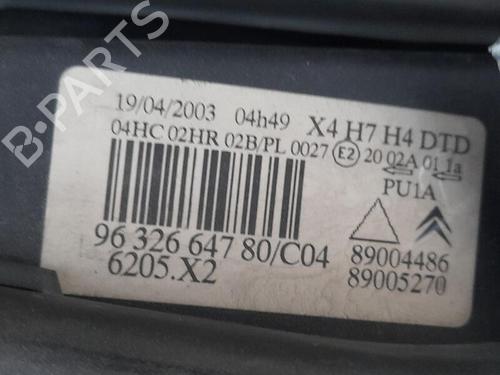 B-PARTS
19/04/2003 04h49 X4 H7 H4 DTD
04HC 02HR 02B/PL 0027 E2 20 02A 01 1a
PU1A
96 326 647 80/C04
6205.X2
89004486
89005270